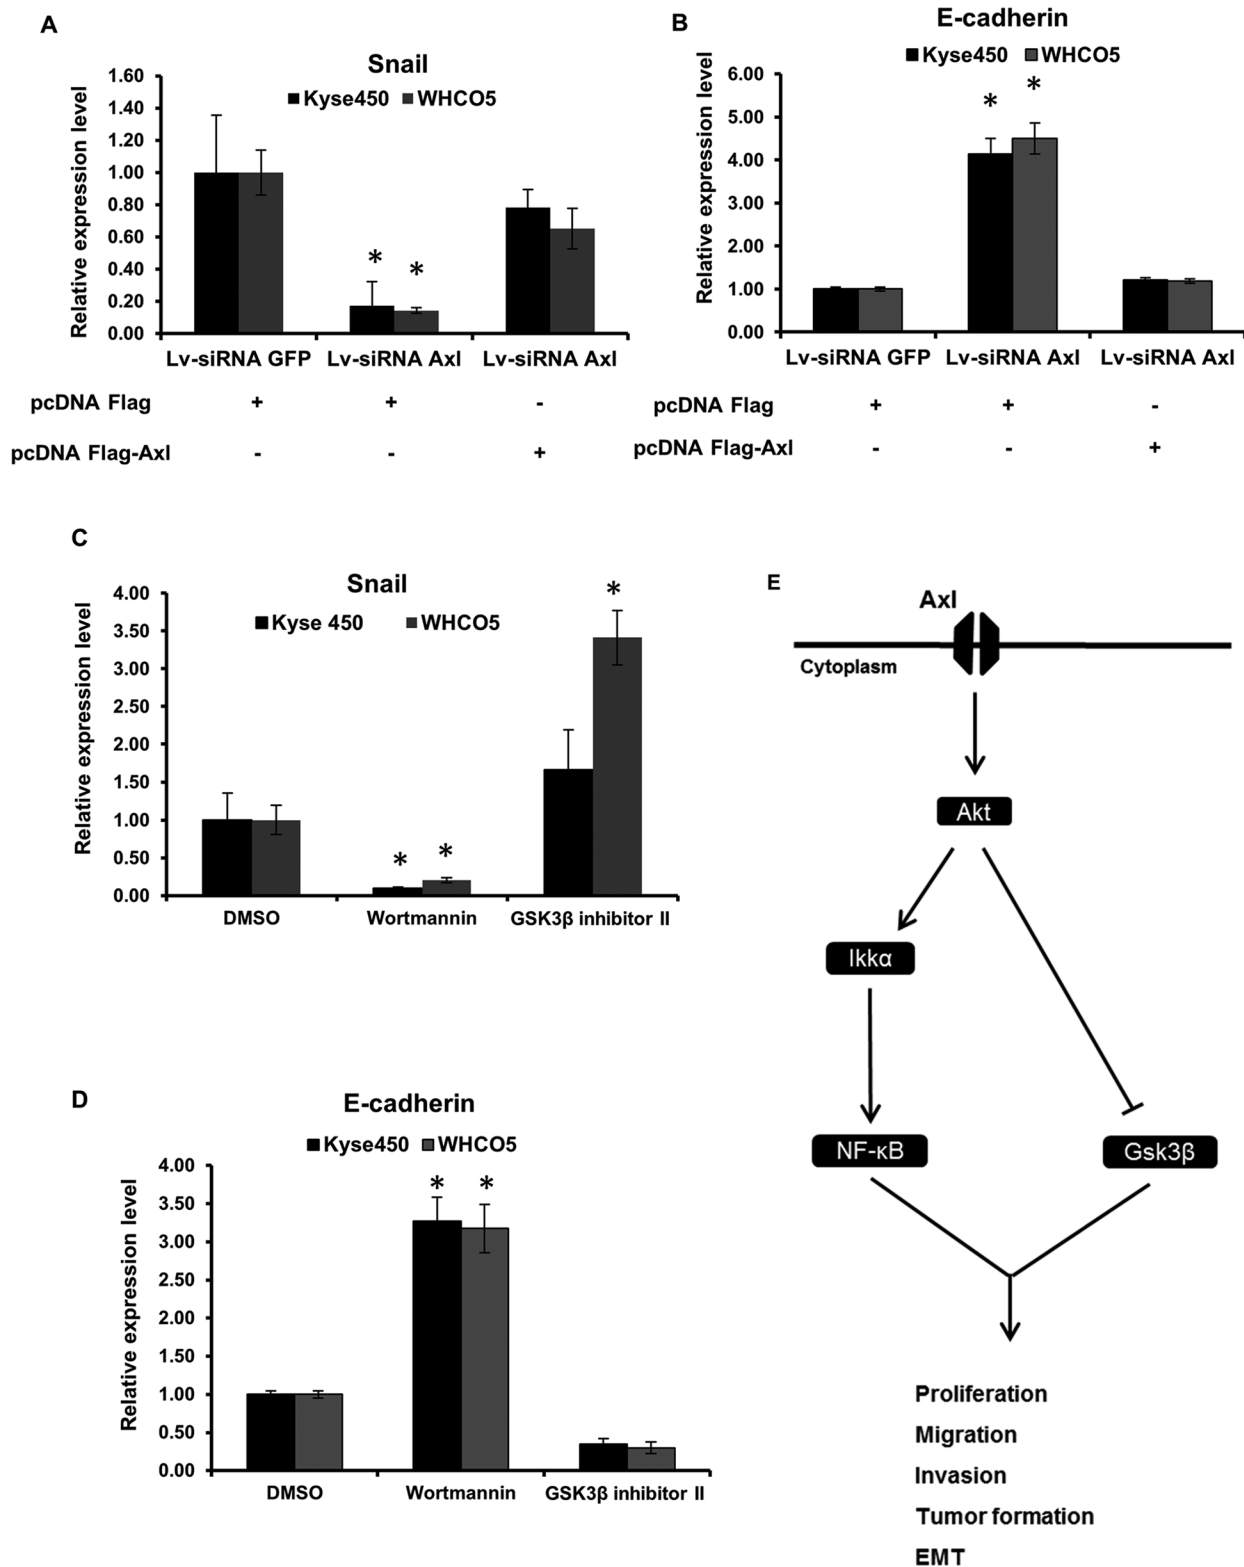 A
Snail
Kyse450 WHCO5
Relative expression level
1.60
1.40
1.20
1.00
0.80
0.60
0.40
0.20
0.00
* *
Lv-siRNA GFP Lv-siRNA Axl Lv-siRNA Axl
pcDNA Flag + + -
pcDNA Flag-Axl - - +
B
E-cadherin
Kyse450 WHCO5
Relative expression level
6.00
5.00
4.00
3.00
2.00
1.00
0.00
* *
Lv-siRNA GFP Lv-siRNA Axl Lv-siRNA Axl
pcDNA Flag + + -
pcDNA Flag-Axl - - +
C
Snail
Kyse 450 WHCO5
Relative expression level
4.00
3.50
3.00
2.50
2.00
1.50
1.00
0.50
0.00
* * *
DMSO Wortmannin GSK3β inhibitor II
D
E-cadherin
Kyse450 WHCO5
Relative expression level
4.00
3.50
3.00
2.50
2.00
1.50
1.00
0.50
0.00
* *
DMSO Wortmannin GSK3β inhibitor II
E
Axl
Cytoplasm
Akt
Ikkα
NF-κB Gsk3β
Proliferation
Migration
Invasion
Tumor formation
EMT